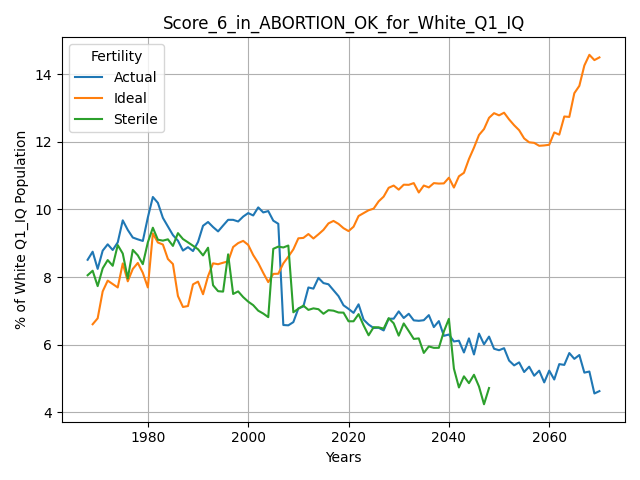 Score_6_in_ABORTION_OK_for_White_Q1_IQ
Fertility
Actual
Ideal
Sterile
% of White Q1_IQ Population
14
12
10
8
6
4
1980 2000 2020 2040 2060
Years